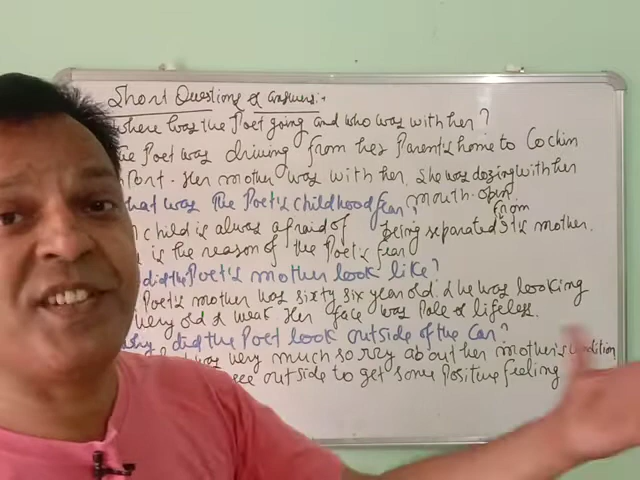 Short Questions & answers:→
where was the Poet going and who was with her?
The Poet was driving from her Parent's home to Cochin
Port. Her mother was with her. She was dozing with her
mouth open.
hat was the Poet's childhood fear?
child is always afraid of being separated from its mother.
is the reason of the Poet's fear
did the Poet's mother look like?
Poet's mother was sixty six year old. She was looking
very old & weak Her face was Pale & lifeless.
Why did the Poet look outside of the Car?
was very much sorry about her mother's condition
outside to get some Positive feeling